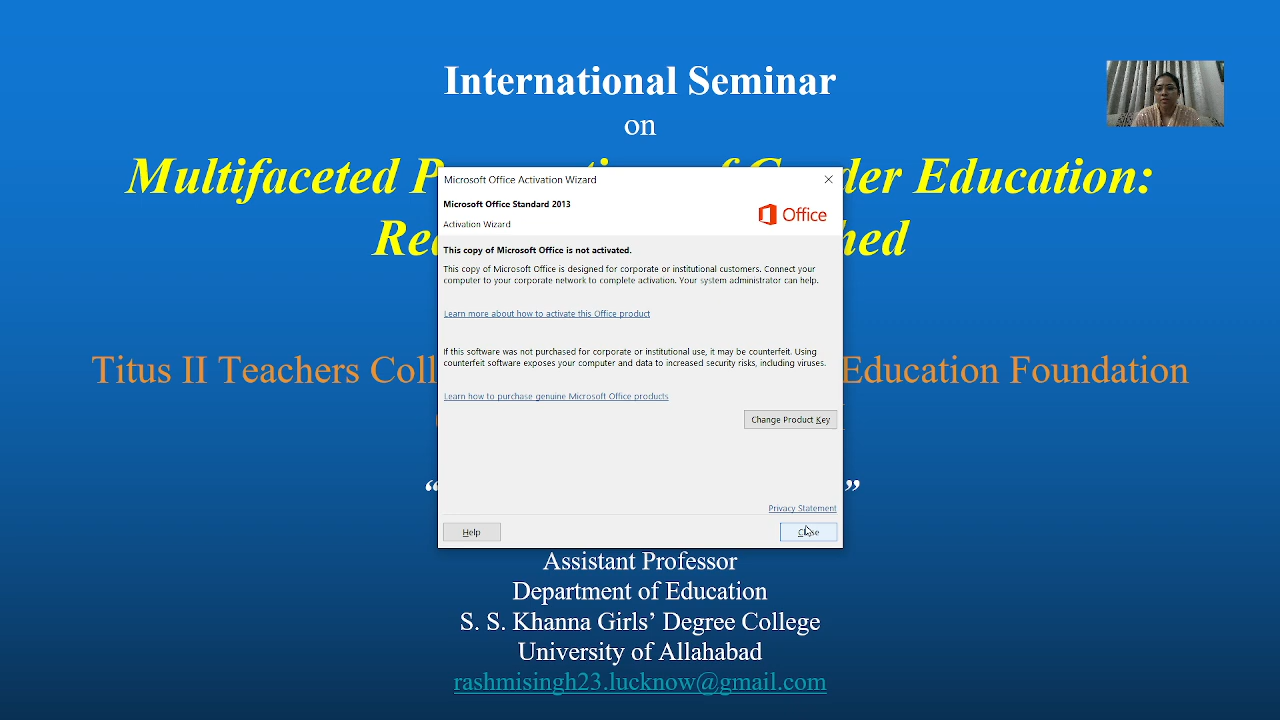 International Seminar
on
Multifaceted
der Education:
hed
Titus II Teachers
Education Foundation
“
”
Assistant Professor
Department of Education
S. S. Khanna Girls’ Degree College
University of Allahabad
rashmisingh23.lucknow@gmail.com
Microsoft Office Activation Wizard
Microsoft Office Standard 2013
Activation Wizard
Office
This copy of Microsoft Office is not activated.
This copy of Microsoft Office is designed for corporate or institutional customers. Connect your
computer to your corporate network to complete activation. Your system administrator can help.
Learn more about how to activate this Office product
If this software was not purchased for corporate or institutional use, it may be counterfeit. Using
counterfeit software exposes your computer and data to increased security risks, including viruses.
Learn how to purchase genuine Microsoft Office products
Change Product Key
Privacy Statement
Help
Close